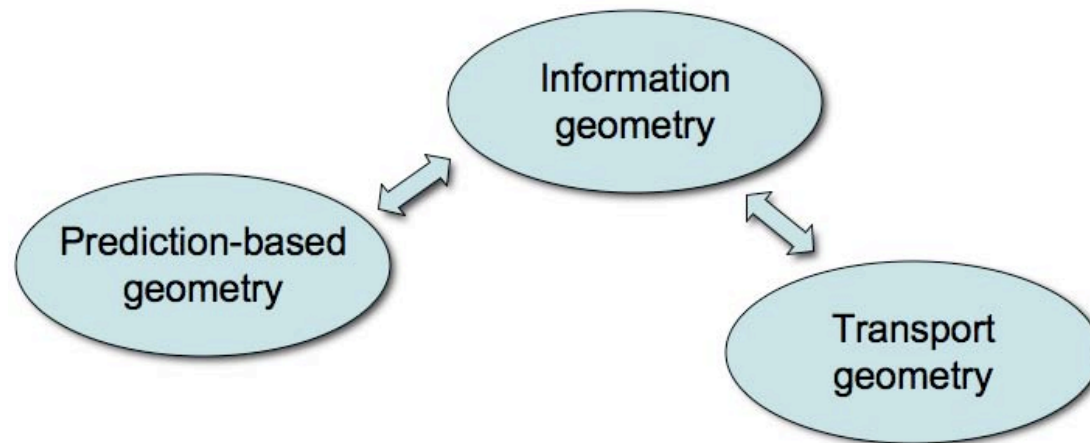 Information
geometry
Prediction-based
geometry
Transport
geometry